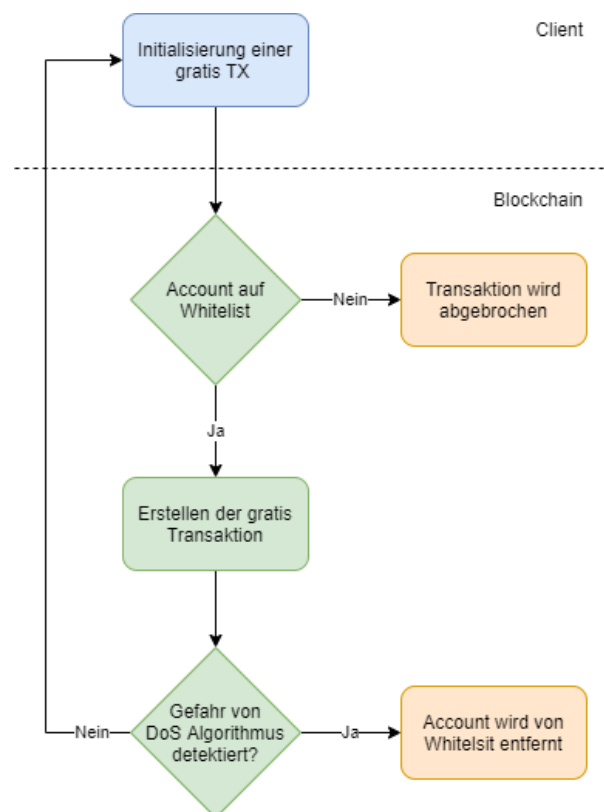 Client
Initialisierung einer
gratis TX
Blockchain
Account auf
Whitelist
Nein
Transaktion wird
abgebrochen
Ja
Erstellen der gratis
Transaktion
Nein
Gefahr von
DoS Algorithmus
detektiert?
Ja
Account wird von
Whitelsit entfernt